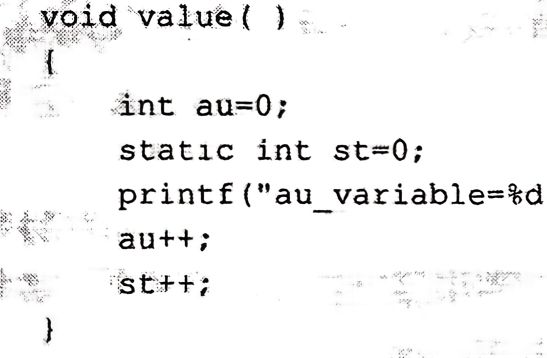 void value( )
{
int au=0;
static int st=0;
printf("au_variable=%d
au++;
st++;
}